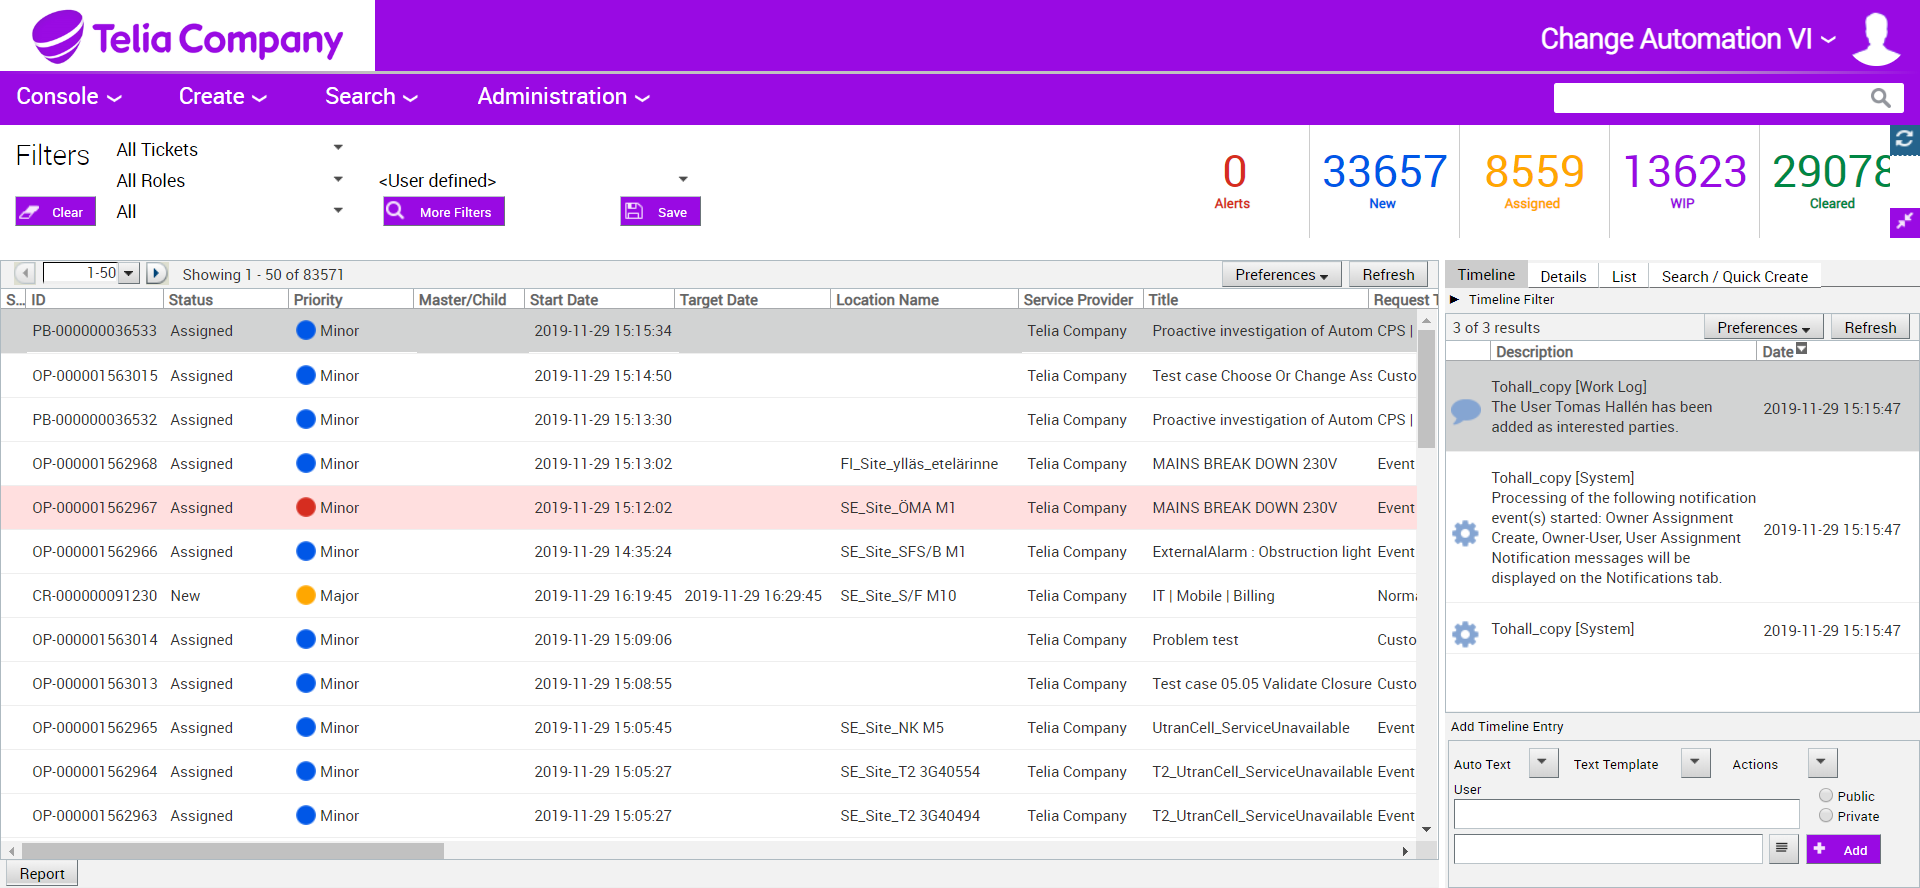 Telia Company
Change Automation VI
Console
Create
Search
Administration
Filters
All Tickets
All Roles
<User defined>
All
Clear
More Filters
Save
0
Alerts
33657
New
8559
Assigned
13623
WIP
29078
Cleared
1-50
Showing 1 - 50 of 83571
Preferences
Refresh
S... ID Status Priority Master/Child Start Date Target Date Location Name Service Provider Title Request T
PB-000000036533 Assigned Minor 2019-11-29 15:15:34 Telia Company Proactive investigation of Autom CPS |
OP-000001563015 Assigned Minor 2019-11-29 15:14:50 Telia Company Test case Choose Or Change Ass Custo
PB-000000036532 Assigned Minor 2019-11-29 15:13:30 Telia Company Proactive investigation of Autom CPS |
OP-000001562968 Assigned Minor 2019-11-29 15:13:02 FI_Site_ylläs_etelärinne Telia Company MAINS BREAK DOWN 230V Event
OP-000001562967 Assigned Minor 2019-11-29 15:12:02 SE_Site_ÖMA M1 Telia Company MAINS BREAK DOWN 230V Event
OP-000001562966 Assigned Minor 2019-11-29 14:35:24 SE_Site_SFS/B M1 Telia Company ExternalAlarm : Obstruction light Event
CR-000000091230 New Major 2019-11-29 16:19:45 2019-11-29 16:29:45 SE_Site_S/F M10 Telia Company IT | Mobile | Billing Norma
OP-000001563014 Assigned Minor 2019-11-29 15:09:06 Telia Company Problem test Custo
OP-000001563013 Assigned Minor 2019-11-29 15:08:55 Telia Company Test case 05.05 Validate Closure Custo
OP-000001562965 Assigned Minor 2019-11-29 15:05:45 SE_Site_NK M5 Telia Company UtranCell_ServiceUnavailable Event
OP-000001562964 Assigned Minor 2019-11-29 15:05:27 SE_Site_T2 3G40554 Telia Company T2_UtranCell_ServiceUnavailable Event
OP-000001562963 Assigned Minor 2019-11-29 15:05:27 SE_Site_T2 3G40494 Telia Company T2_UtranCell_ServiceUnavailable Event
Report
Timeline
Details
List
Search / Quick Create
Timeline Filter
3 of 3 results
Preferences
Refresh
Description Date
Tohall_copy [Work Log]
The User Tomas Hallén has been
added as interested parties.
2019-11-29 15:15:47
Tohall_copy [System]
Processing of the following notification
event(s) started: Owner Assignment
Create, Owner-User, User Assignment
Notification messages will be
displayed on the Notifications tab.
2019-11-29 15:15:47
Tohall_copy [System]
2019-11-29 15:15:47
Add Timeline Entry
Auto Text
Text Template
Actions
User
Public
Private
Add